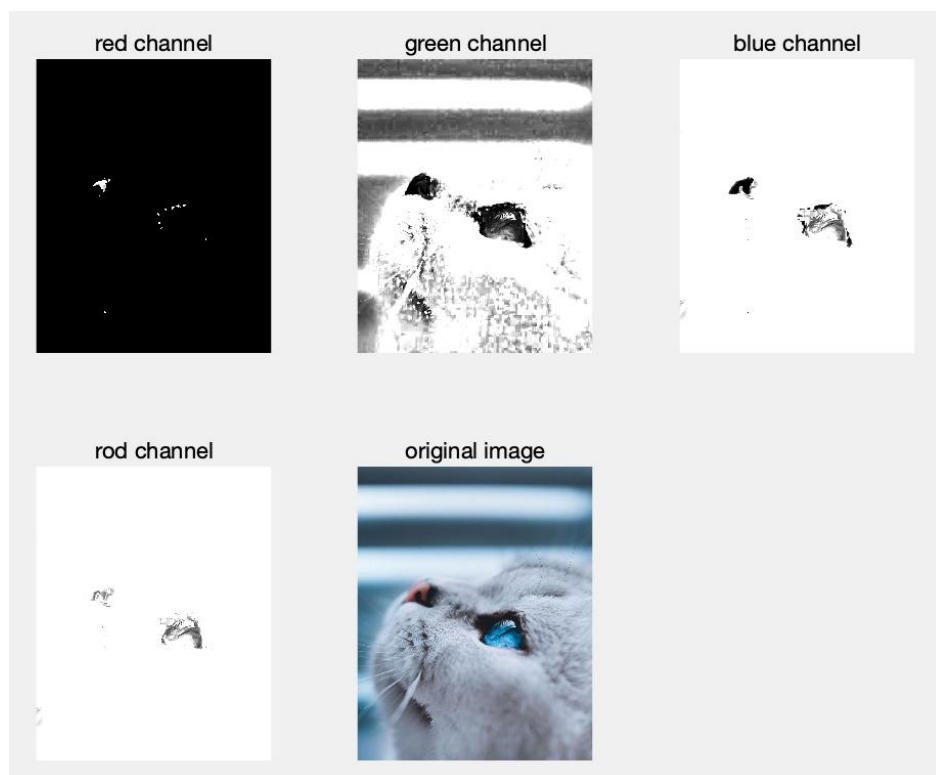 red channel
green channel
blue channel
rod channel
original image